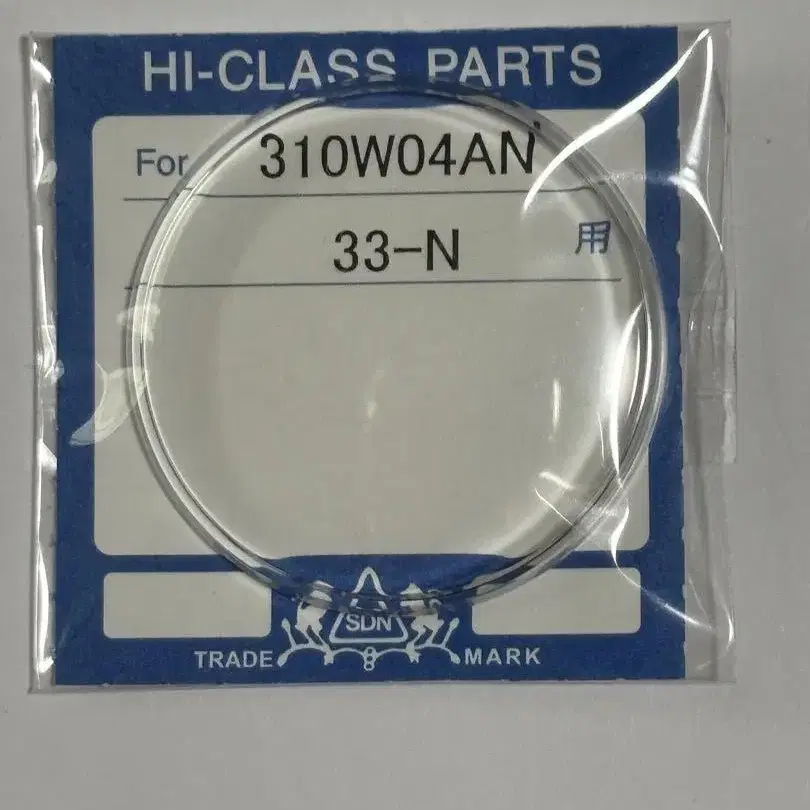 HI-CLASS PARTS
For 310W04AN
33-N 用
SDN
TRADE MARK